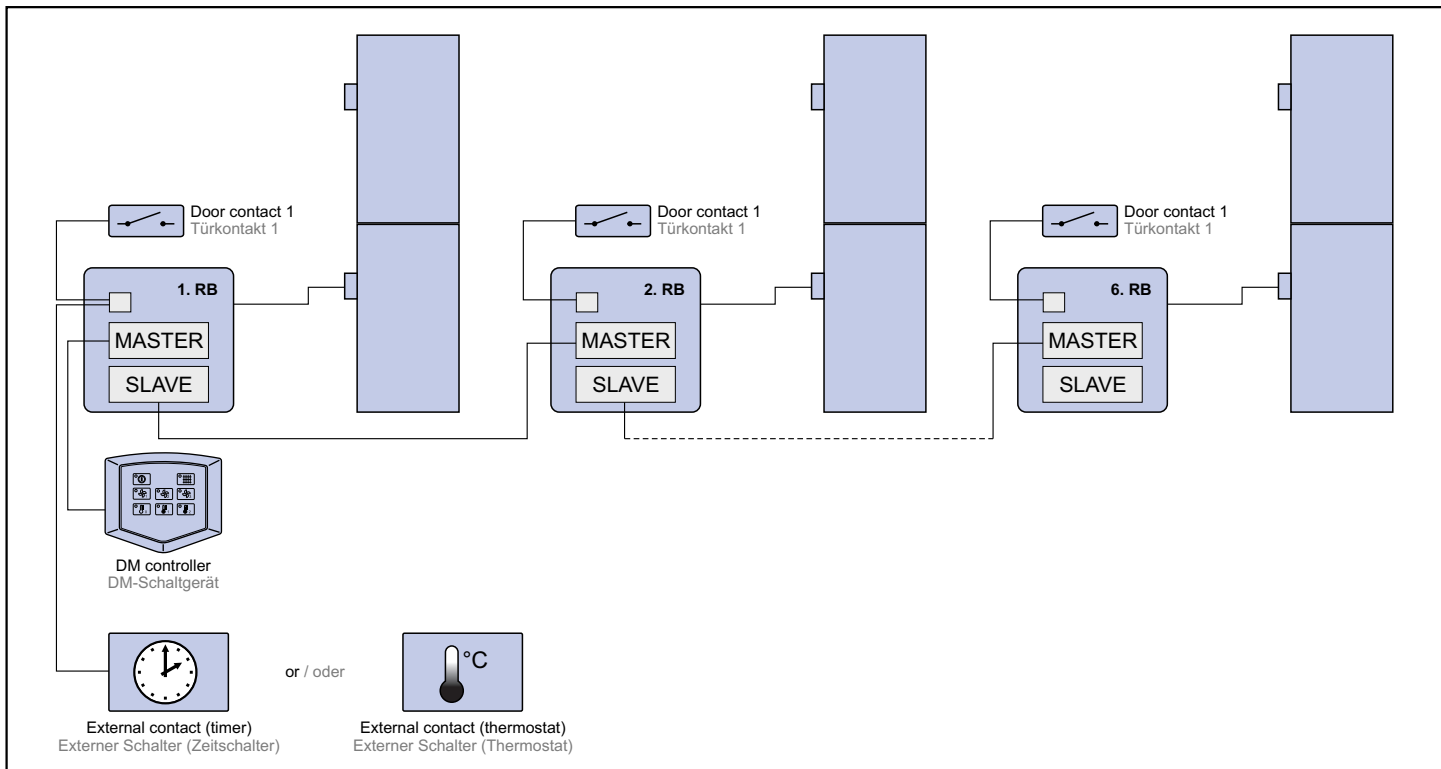 Door contact 1
Türkontakt 1
Door contact 1
Türkontakt 1
Door contact 1
Türkontakt 1
1. RB
MASTER
SLAVE
2. RB
MASTER
SLAVE
6. RB
MASTER
SLAVE
DM controller
DM-Schaltgerät
or / oder
°C
External contact (timer)
Externer Schalter (Zeitschalter)
External contact (thermostat)
Externer Schalter (Thermostat)